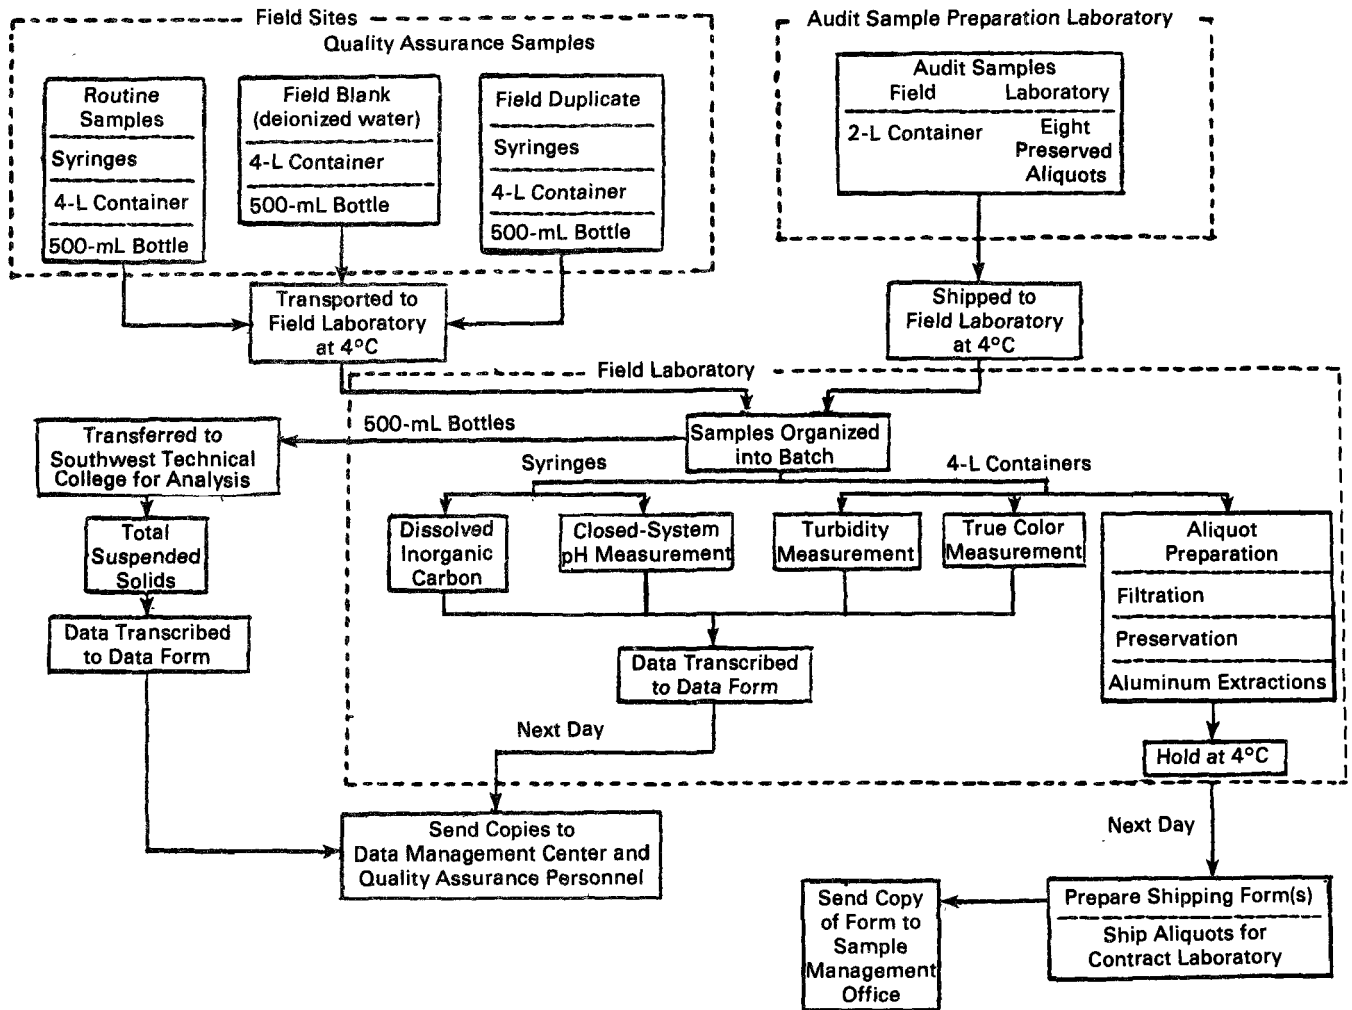 Field Sites
Quality Assurance Samples
Routine
Samples
Syringes
4-L Container
500-mL Bottle
Field Blank
(deionized water)
4-L Container
500-mL Bottle
Field Duplicate
Syringes
4-L Container
500-mL Bottle
Audit Sample Preparation Laboratory
Audit Samples
Field Laboratory
2-L Container
Eight
Preserved
Aliquots
Transported to
Field Laboratory
at 4°C
Shipped to
Field Laboratory
at 4°C
Field Laboratory
500-mL Bottles
Samples Organized
into Batch
Transferred to
Southwest Technical
College for Analysis
Syringes
4-L Containers
Total
Suspended
Solids
Dissolved
Inorganic
Carbon
Closed-System
pH Measurement
Turbidity
Measurement
True Color
Measurement
Aliquot
Preparation
Filtration
Preservation
Aluminum Extractions
Data Transcribed
to Data Form
Data Transcribed
to Data Form
Next Day
Hold at 4°C
Send Copies to
Data Management Center and
Quality Assurance Personnel
Next Day
Send Copy
of Form to
Sample
Management
Office
Prepare Shipping Form(s)
Ship Aliquots for
Contract Laboratory